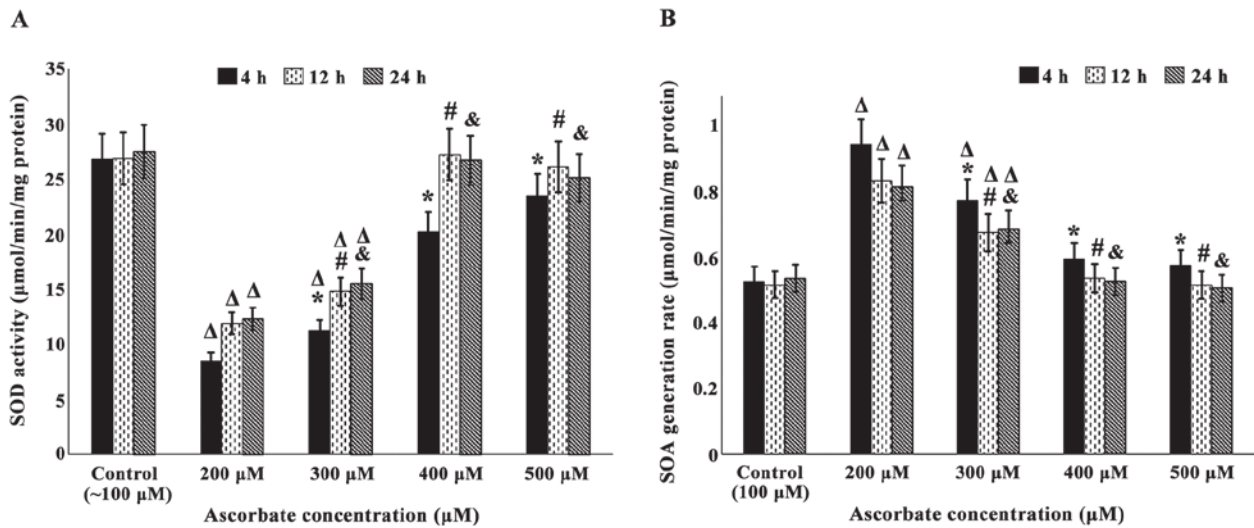 A
SOD activity (μmol/min/mg protein)
35
30
25
20
15
10
5
0
4 h 12 h 24 h
Δ Δ Δ
Δ Δ Δ
* # &
* # &
* # &
Control 200 μM 300 μM 400 μM 500 μM
(~100 μM)
Ascorbate concentration (μM)
B
SOA generation rate (μmol/min/mg protein)
1
0.8
0.6
0.4
0.2
0
4 h 12 h 24 h
Δ Δ Δ
Δ Δ Δ
* # &
* # &
* # &
Control 200 μM 300 μM 400 μM 500 μM
(100 μM)
Ascorbate concentration (μM)